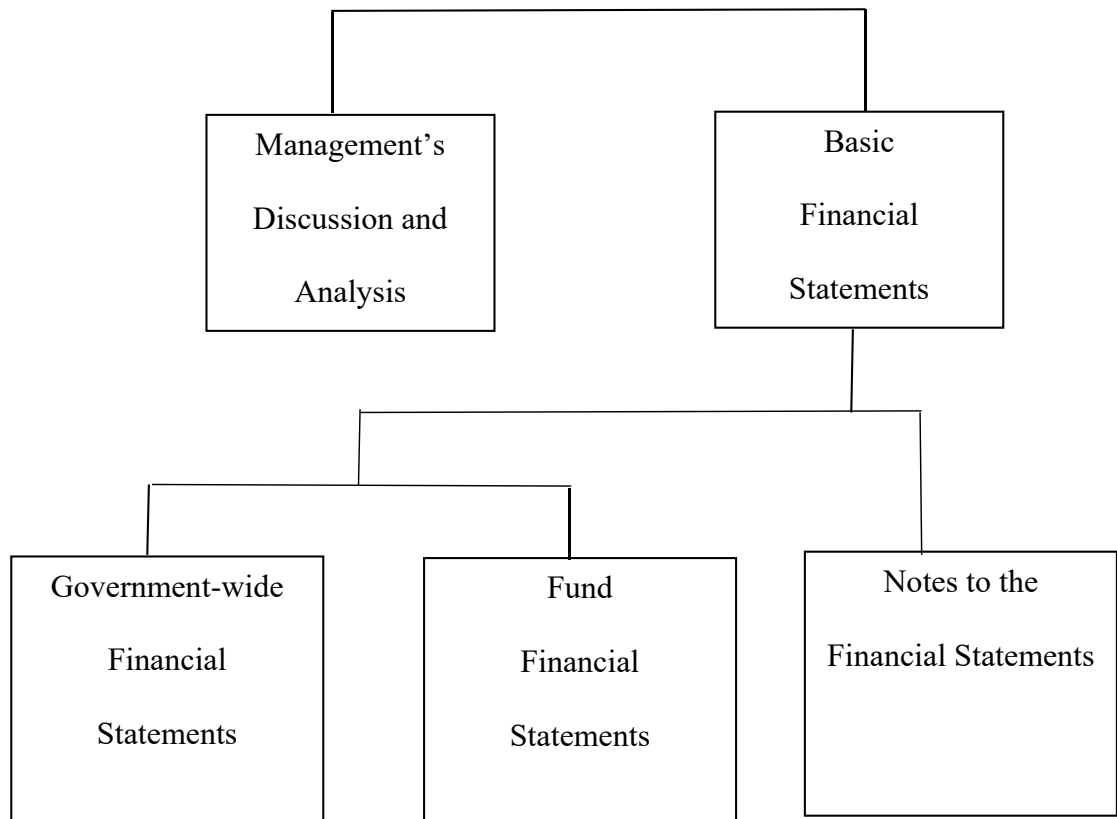 Management’s
Discussion and
Analysis
Basic
Financial
Statements
Government-wide
Financial
Statements
Fund
Financial
Statements
Notes to the
Financial Statements